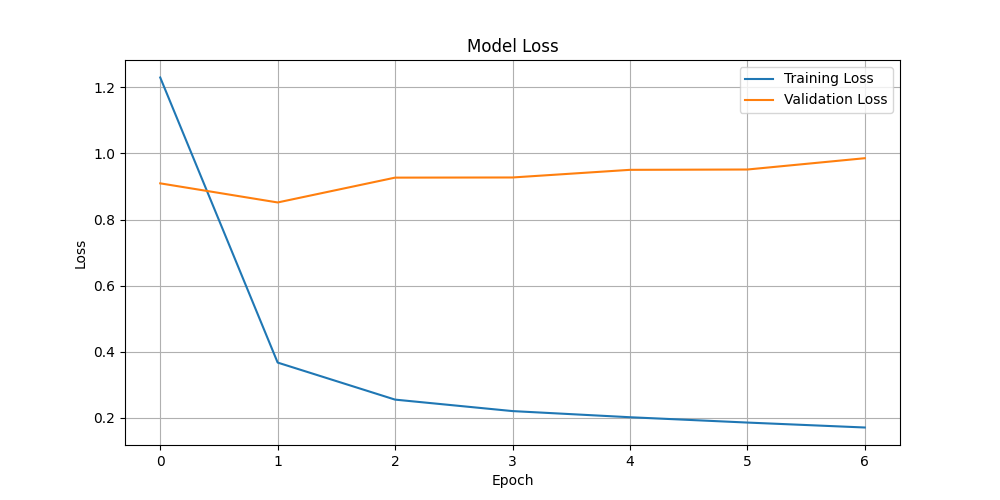 Model Loss
Training Loss
Validation Loss
1.2
1.0
0.8
0.6
0.4
0.2
Loss
0 1 2 3 4 5 6
Epoch